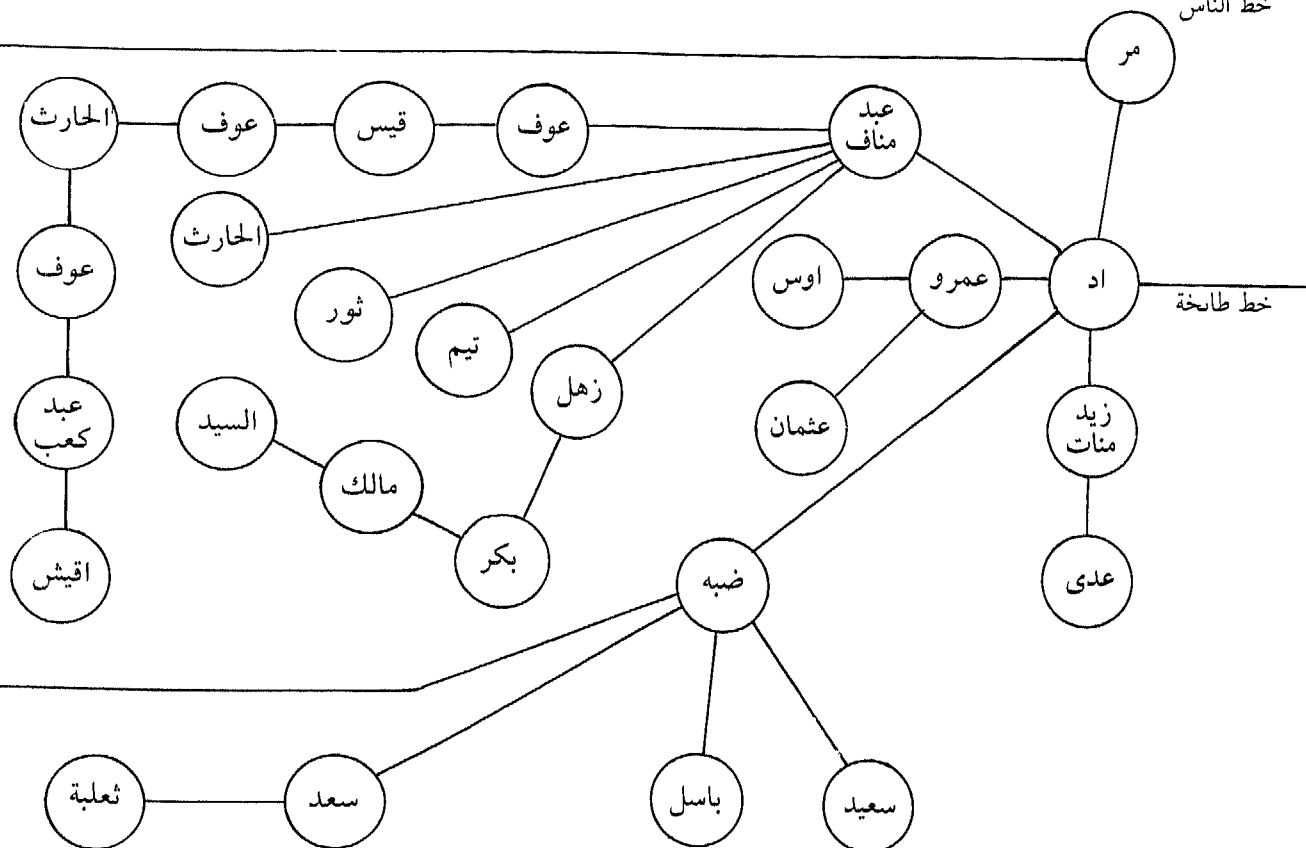 خط الناس
مر
عبد
مناف
عوف
قيس
عوف
الحارث
الحارث
ثور
تيم
زهل
اوس
عمرو
اد
خط طابخة
عوف
عثمان
زيد
منات
عبد
كعب
السيد
مالك
بكر
اقيش
ضبه
عدى
ثعلبة
سعد
باسل
سعيد